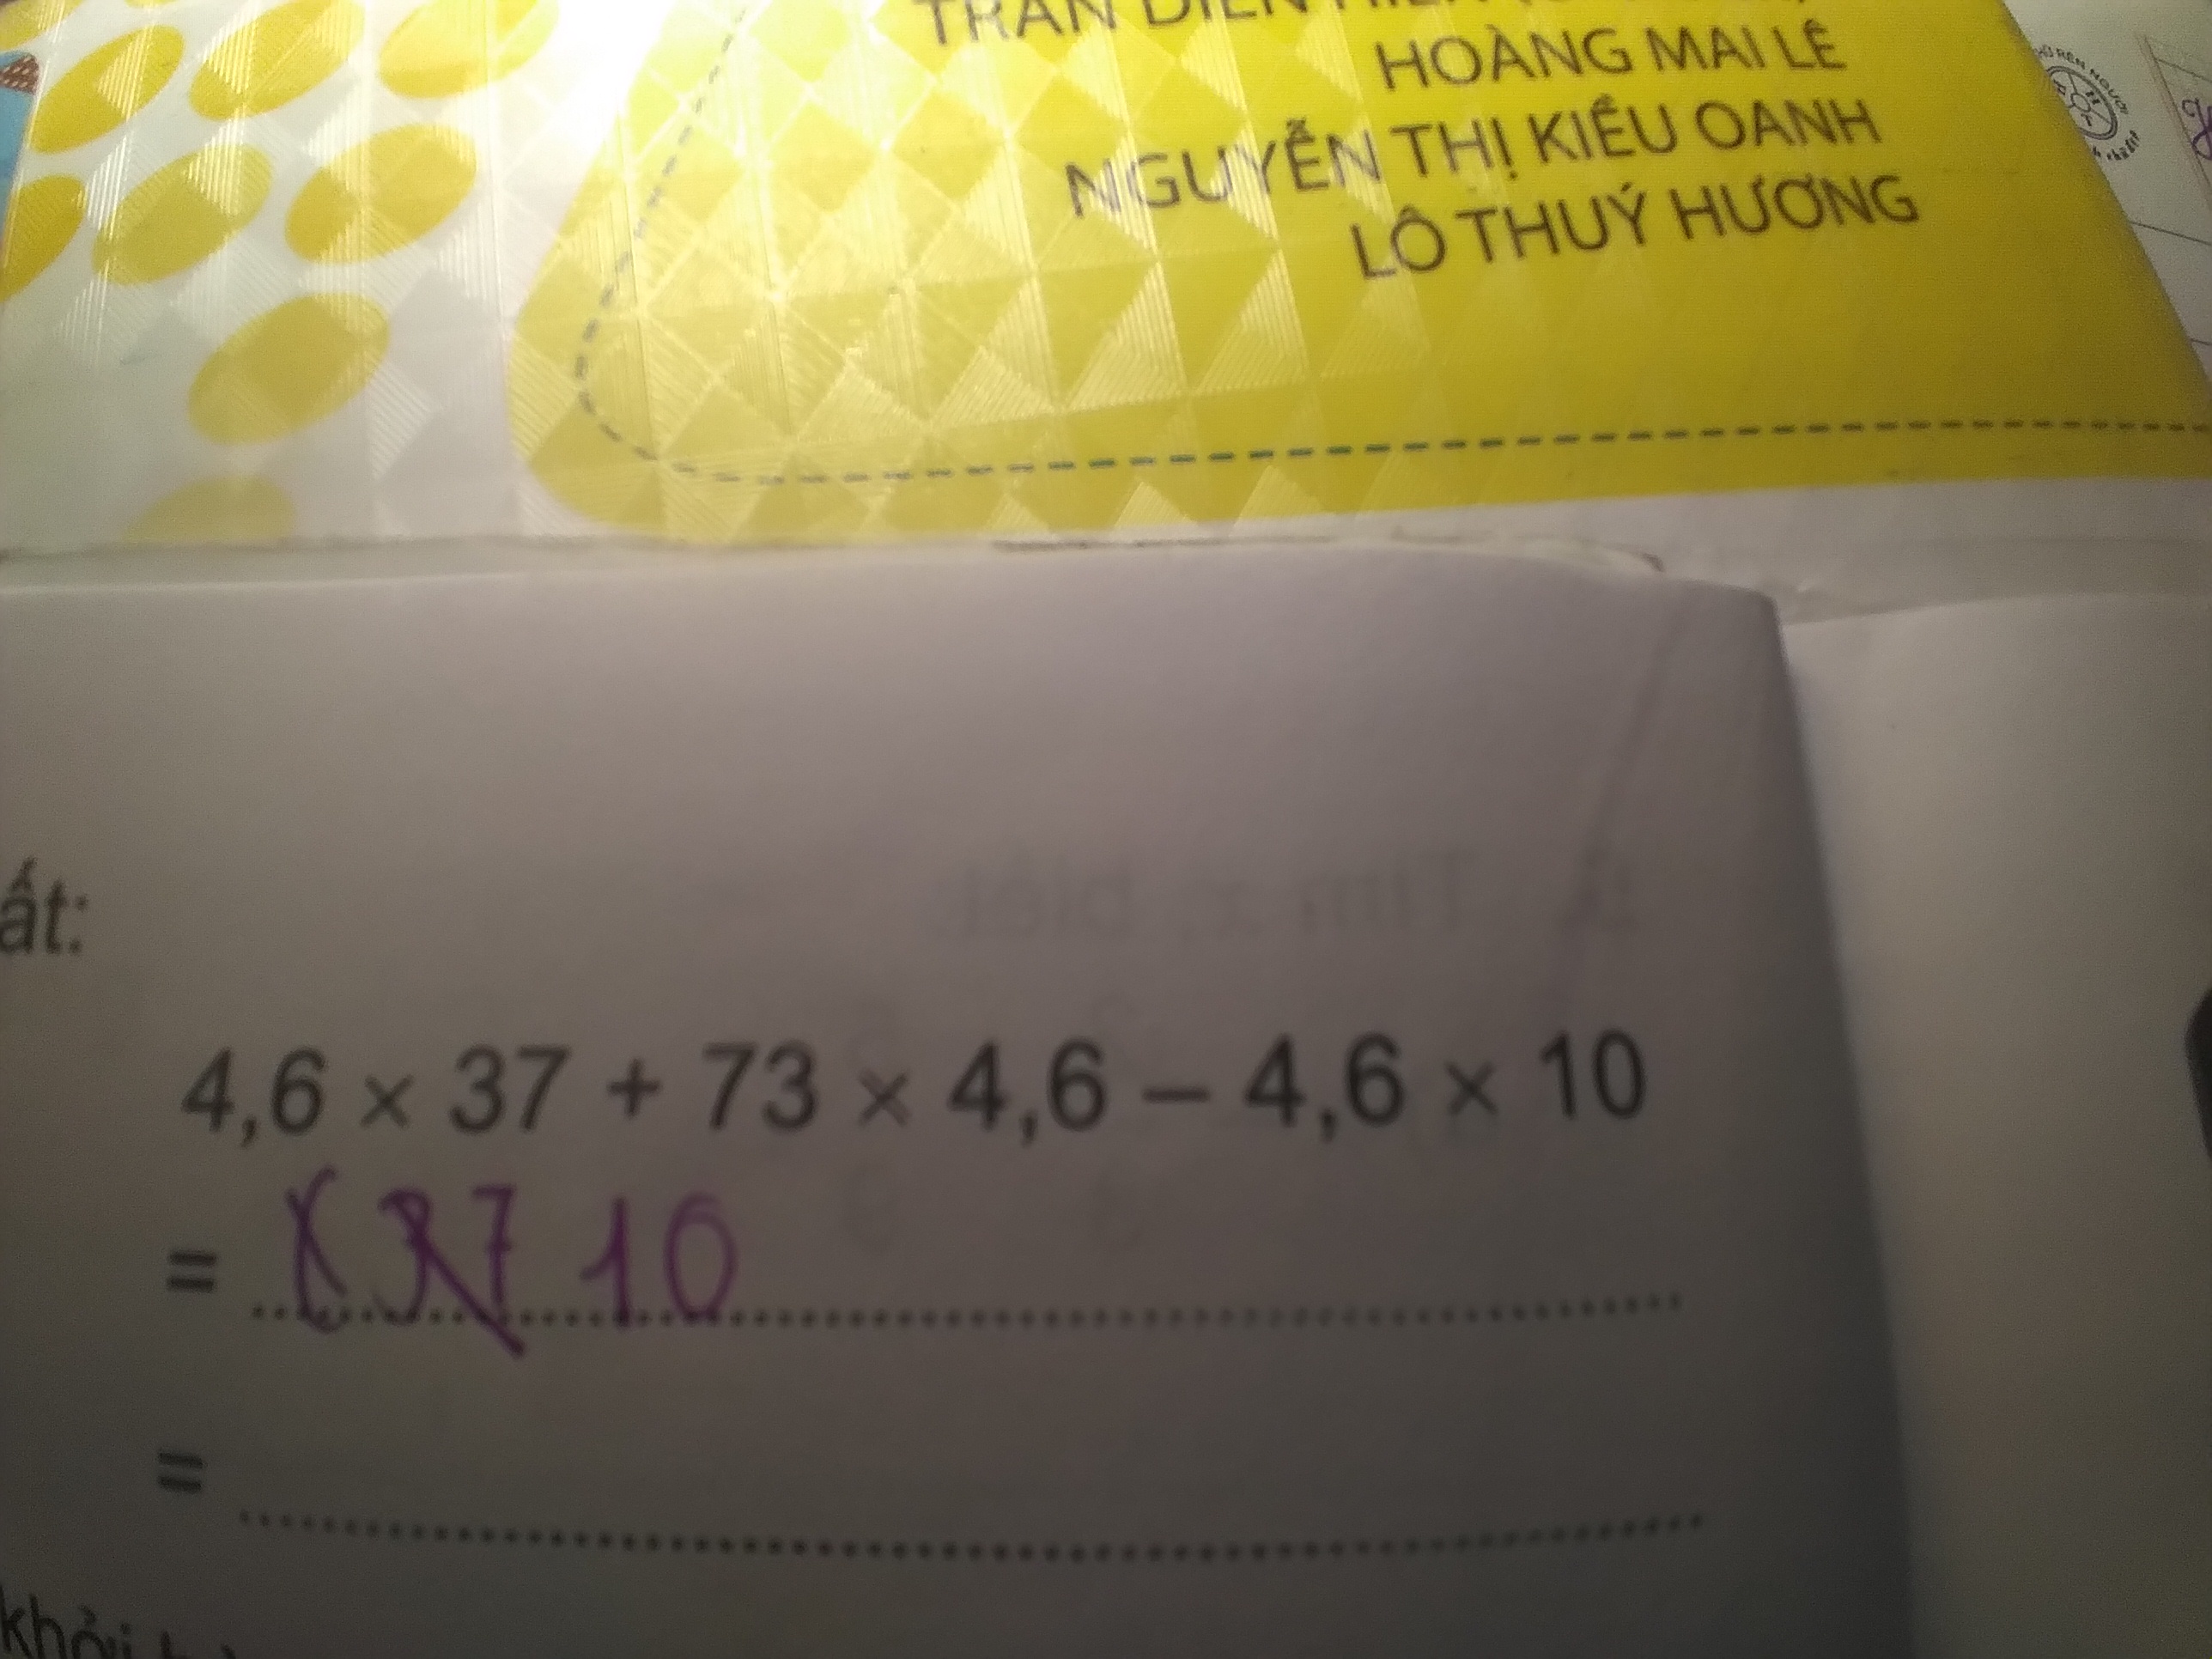 HOÀNG MAI LÊ
NGUYỄN THỊ KIỀU OANH
LÔ THUỲ HƯƠNG
ất:
4,6 × 37 + 73 × 4,6 – 4,6 × 10
= 10
=